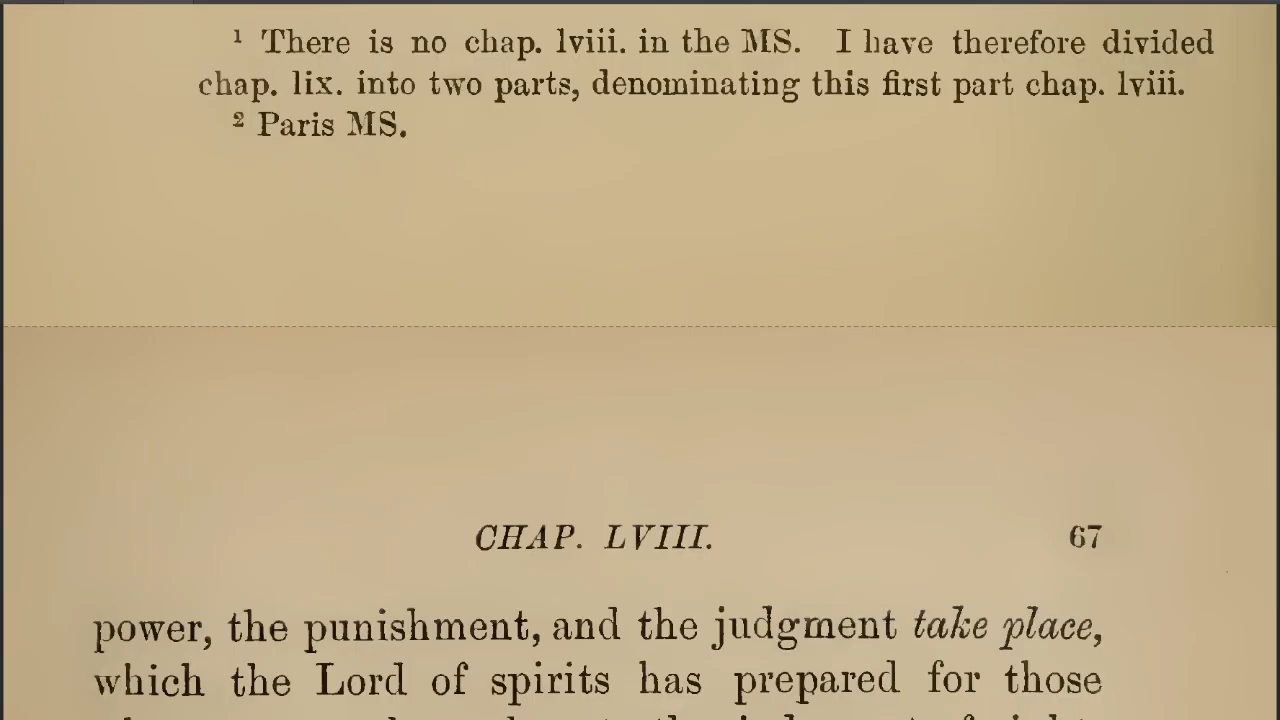 ¹ There is no chap. lviii. in the MS. I have therefore divided
chap. lix. into two parts, denominating this first part chap. lviii.
² Paris MS.
CHAP. LVIII. 67
power, the punishment, and the judgment take place,
which the Lord of spirits has prepared for those